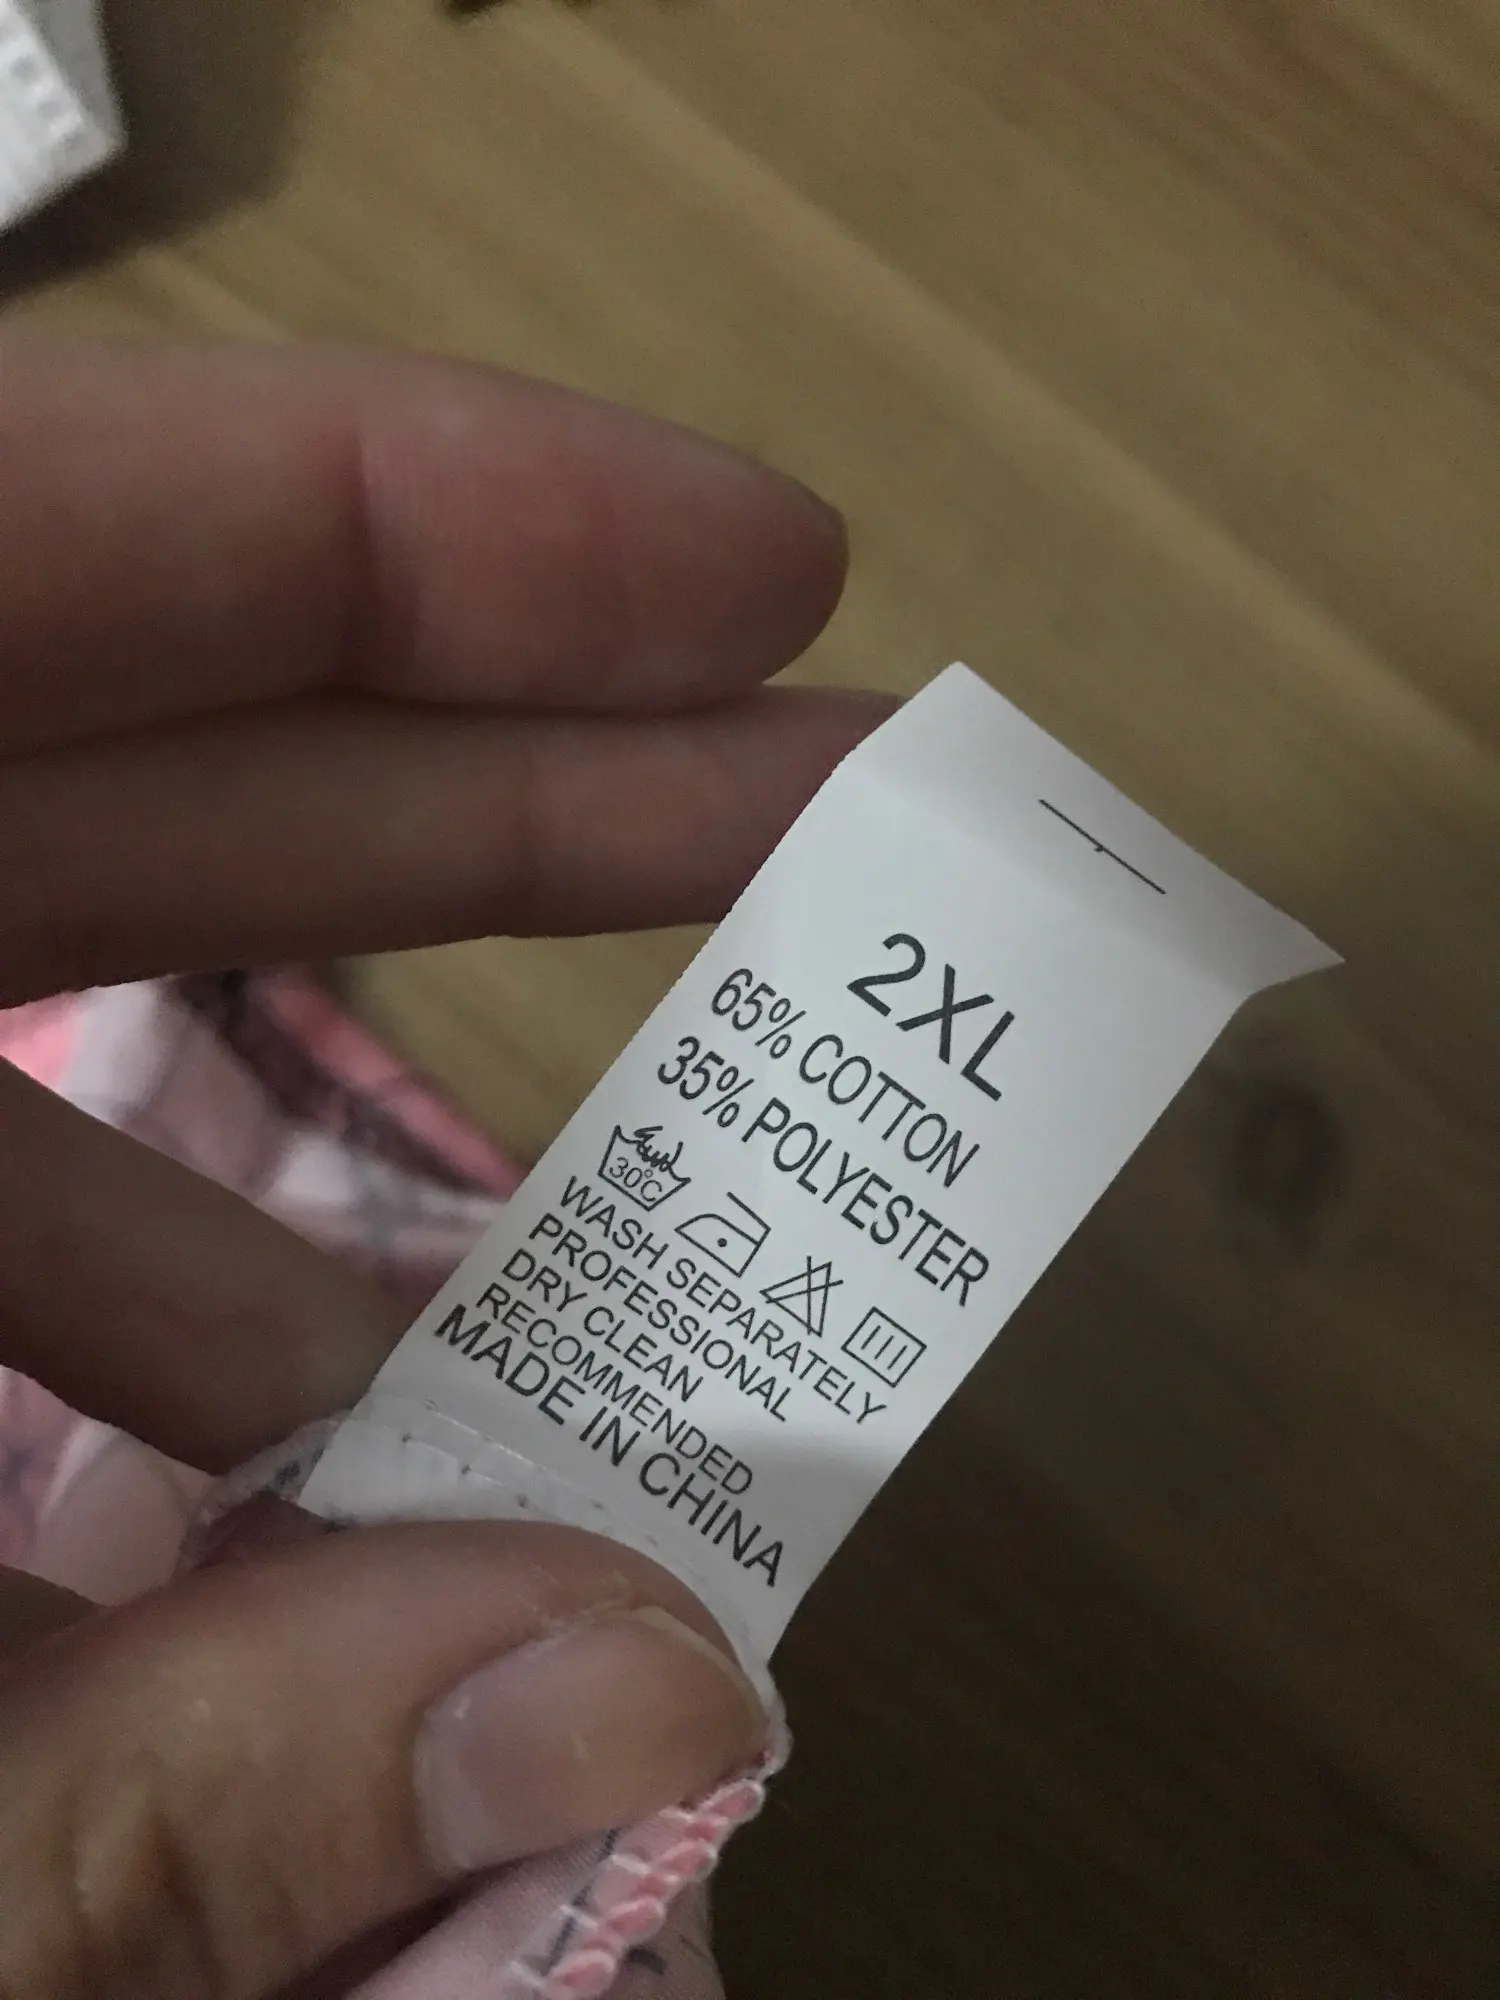 2XL
65% COTTON
35% POLYESTER
30°C
WASH SEPARATELY
PROFESSIONAL
DRY CLEAN
RECOMMENDED
MADE IN CHINA